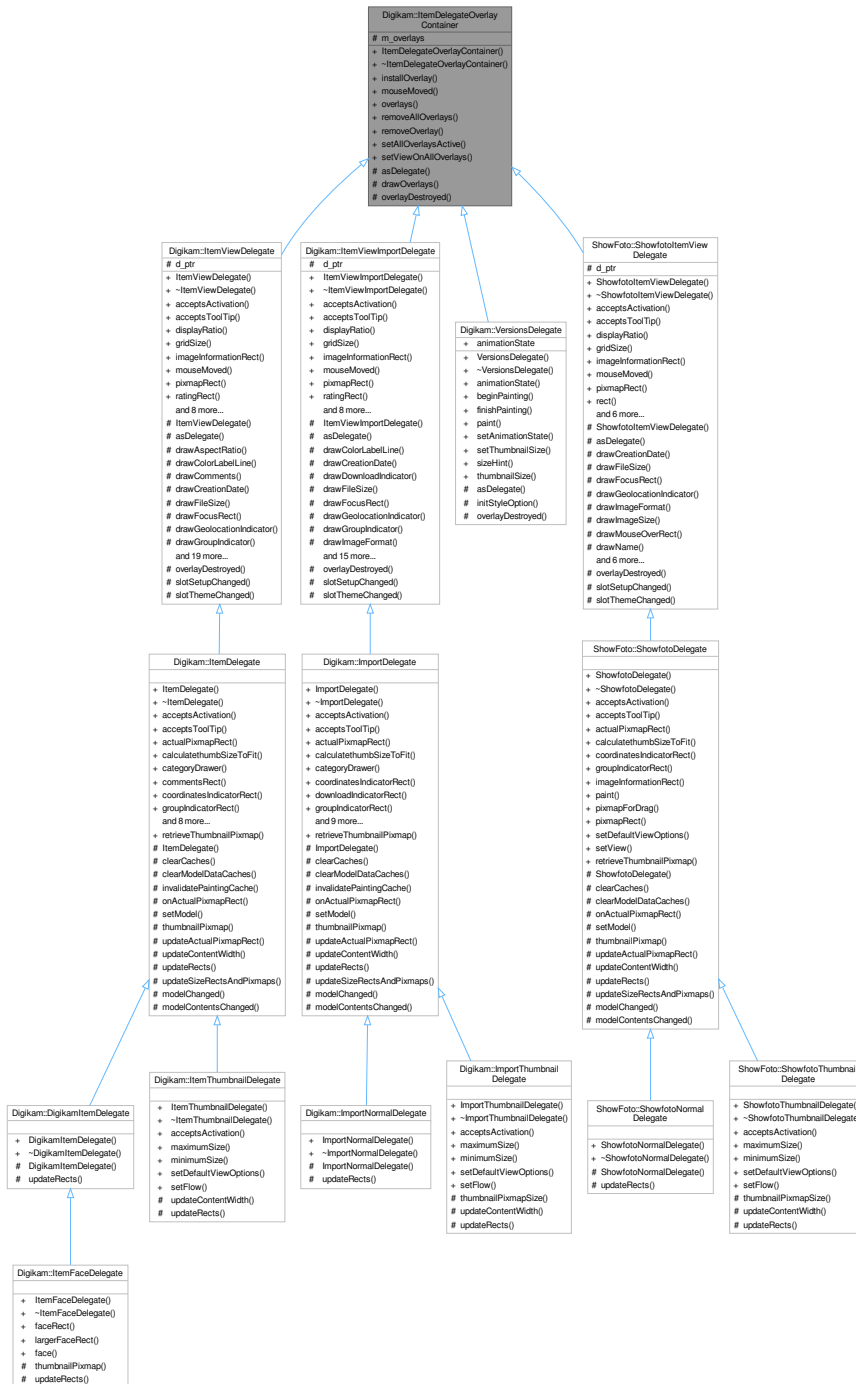 Digikam::ItemDelegateOverlay
Container
# m_overlays
+ ItemDelegateOverlayContainer()
+ ~ItemDelegateOverlayContainer()
+ installOverlay()
+ mouseMoved()
+ overlays()
+ removeAllOverlays()
+ removeOverlay()
+ setAllOverlaysActive()
+ setViewOnAllOverlays()
# asDelegate()
# drawOverlays()
# overlayDestroyed()
Digikam::ItemViewDelegate
# d_ptr
+ ItemViewDelegate()
+ ~ItemViewDelegate()
+ acceptsActivation()
+ acceptsToolTip()
+ displayRatio()
+ gridSize()
+ imageInformationRect()
+ mouseMoved()
+ pixmapRect()
+ ratingRect()
and 8 more...
# ItemViewDelegate()
# asDelegate()
# drawAspectRatio()
# drawColorLabelLine()
# drawComments()
# drawCreationDate()
# drawFileSize()
# drawFocusRect()
# drawGeolocationIndicator()
# drawGroupIndicator()
and 19 more...
# overlayDestroyed()
# slotSetupChanged()
# slotThemeChanged()
Digikam::ItemViewImportDelegate
# d_ptr
+ ItemViewImportDelegate()
+ ~ItemViewImportDelegate()
+ acceptsActivation()
+ acceptsToolTip()
+ displayRatio()
+ gridSize()
+ imageInformationRect()
+ mouseMoved()
+ pixmapRect()
+ ratingRect()
and 8 more...
# ItemViewImportDelegate()
# asDelegate()
# drawColorLabelLine()
# drawCreationDate()
# drawDownloadIndicator()
# drawFileSize()
# drawFocusRect()
# drawGeolocationIndicator()
# drawGroupIndicator()
# drawImageFormat()
and 15 more...
# overlayDestroyed()
# slotSetupChanged()
# slotThemeChanged()
Digikam::VersionsDelegate
+ animationState
+ VersionsDelegate()
+ ~VersionsDelegate()
+ animationState()
+ beginPainting()
+ finishPainting()
+ paint()
+ setAnimationState()
+ setThumbnailSize()
+ sizeHint()
+ thumbnailSize()
# asDelegate()
# initStyleOption()
# overlayDestroyed()
ShowFoto::ShowfotoItemView
Delegate
# d_ptr
+ ShowfotoItemViewDelegate()
+ ~ShowfotoItemViewDelegate()
+ acceptsActivation()
+ acceptsToolTip()
+ displayRatio()
+ gridSize()
+ imageInformationRect()
+ mouseMoved()
+ pixmapRect()
+ rect()
and 6 more...
# ShowfotoItemViewDelegate()
# asDelegate()
# drawCreationDate()
# drawFileSize()
# drawFocusRect()
# drawGeolocationIndicator()
# drawImageFormat()
# drawImageSize()
# drawMouseOverRect()
# drawName()
and 6 more...
# overlayDestroyed()
# slotSetupChanged()
# slotThemeChanged()
Digikam::ItemDelegate
+ ItemDelegate()
+ ~ItemDelegate()
+ acceptsActivation()
+ acceptsToolTip()
+ actualPixmapRect()
+ calculatethumbSizeToFit()
+ categoryDrawer()
+ commentsRect()
+ coordinatesIndicatorRect()
+ groupIndicatorRect()
and 8 more...
+ retrieveThumbnailPixmap()
# ItemDelegate()
# clearCaches()
# clearModelDataCaches()
# invalidatePaintingCache()
# onActualPixmapRect()
# setModel()
# thumbnailPixmap()
# updateActualPixmapRect()
# updateContentWidth()
# updateRects()
# updateSizeRectsAndPixmaps()
# modelChanged()
# modelContentsChanged()
Digikam::ImportDelegate
+ ImportDelegate()
+ ~ImportDelegate()
+ acceptsActivation()
+ acceptsToolTip()
+ actualPixmapRect()
+ calculatethumbSizeToFit()
+ categoryDrawer()
+ coordinatesIndicatorRect()
+ downloadIndicatorRect()
+ groupIndicatorRect()
and 9 more...
+ retrieveThumbnailPixmap()
# ImportDelegate()
# clearCaches()
# clearModelDataCaches()
# invalidatePaintingCache()
# onActualPixmapRect()
# setModel()
# thumbnailPixmap()
# updateActualPixmapRect()
# updateContentWidth()
# updateRects()
# updateSizeRectsAndPixmaps()
# modelChanged()
# modelContentsChanged()
ShowFoto::ShowfotoDelegate
+ ShowfotoDelegate()
+ ~ShowfotoDelegate()
+ acceptsActivation()
+ acceptsToolTip()
+ actualPixmapRect()
+ calculatethumbSizeToFit()
+ coordinatesIndicatorRect()
+ groupIndicatorRect()
+ imageInformationRect()
+ paint()
+ pixmapForDrag()
+ pixmapRect()
+ setDefaultViewOptions()
+ setView()
+ retrieveThumbnailPixmap()
# ShowfotoDelegate()
# clearCaches()
# clearModelDataCaches()
# onActualPixmapRect()
# setModel()
# thumbnailPixmap()
# updateActualPixmapRect()
# updateContentWidth()
# updateRects()
# updateSizeRectsAndPixmaps()
# modelChanged()
# modelContentsChanged()
Digikam::DigikamItemDelegate
+ DigikamItemDelegate()
+ ~DigikamItemDelegate()
# DigikamItemDelegate()
# updateRects()
Digikam::ItemThumbnailDelegate
+ ItemThumbnailDelegate()
+ ~ItemThumbnailDelegate()
+ acceptsActivation()
+ maximumSize()
+ minimumSize()
+ setDefaultViewOptions()
+ setFlow()
# updateContentWidth()
# updateRects()
Digikam::ImportNormalDelegate
+ ImportNormalDelegate()
+ ~ImportNormalDelegate()
# ImportNormalDelegate()
# updateRects()
Digikam::ImportThumbnail
Delegate
+ ImportThumbnailDelegate()
+ ~ImportThumbnailDelegate()
+ acceptsActivation()
+ maximumSize()
+ minimumSize()
+ setDefaultViewOptions()
+ setFlow()
# thumbnailPixmapSize()
# updateContentWidth()
# updateRects()
ShowFoto::ShowfotoNormal
Delegate
+ ShowfotoNormalDelegate()
+ ~ShowfotoNormalDelegate()
# ShowfotoNormalDelegate()
# updateRects()
ShowFoto::ShowfotoThumbnail
Delegate
+ ShowfotoThumbnailDelegate()
+ ~ShowfotoThumbnailDelegate()
+ acceptsActivation()
+ maximumSize()
+ minimumSize()
+ setDefaultViewOptions()
+ setFlow()
# thumbnailPixmapSize()
# updateContentWidth()
# updateRects()
Digikam::ItemFaceDelegate
+ ItemFaceDelegate()
+ ~ItemFaceDelegate()
+ faceRect()
+ largerFaceRect()
+ face()
# thumbnailPixmap()
# updateRects()